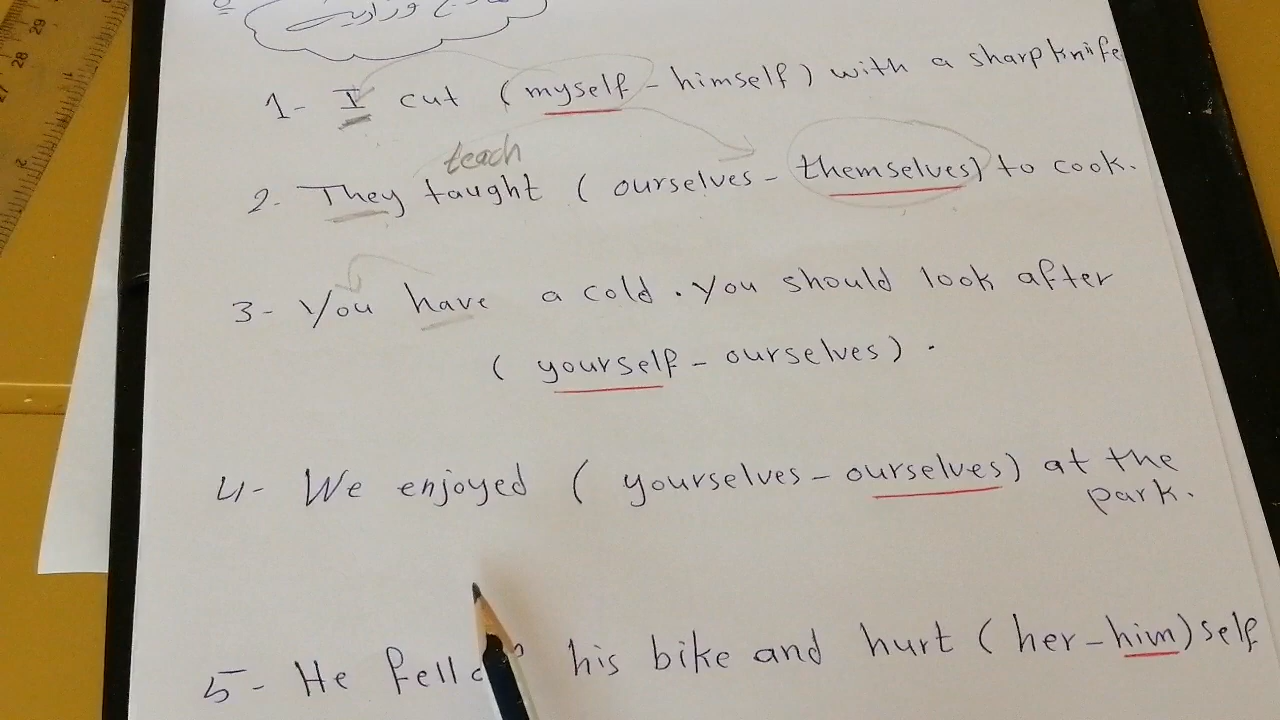 وزارية
1- I cut (myself - himself) with a sharp knife
teach
2. They taught ( ourselves - themselves) to cook.
3- You have a cold . You should look after
( yourself - ourselves) .
4- We enjoyed ( yourselves - ourselves) at the
park.
5- He fell his bike and hurt (her-him)self